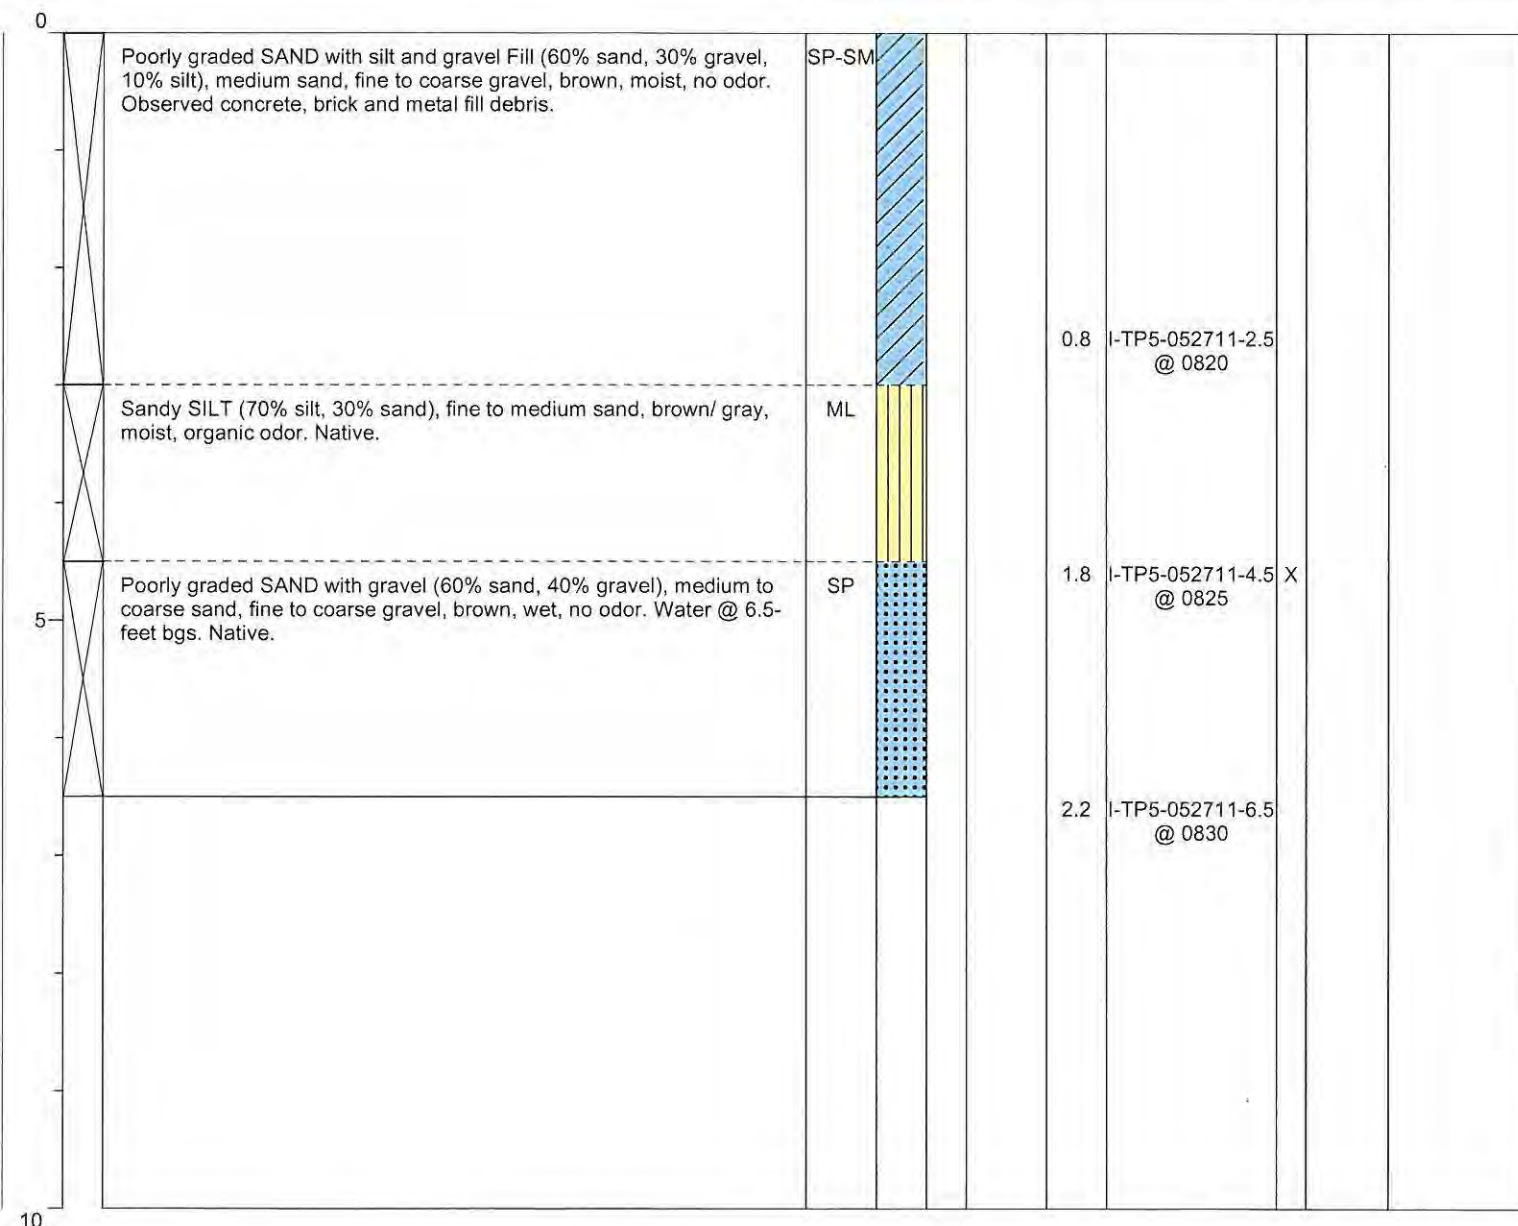 0
Poorly graded SAND with silt and gravel Fill (60% sand, 30% gravel,
10% silt), medium sand, fine to coarse gravel, brown, moist, no odor.
Observed concrete, brick and metal fill debris.
SP-SM
0.8 I-TP5-052711-2.5
@ 0820
Sandy SILT (70% silt, 30% sand), fine to medium sand, brown/ gray,
moist, organic odor. Native.
ML
Poorly graded SAND with gravel (60% sand, 40% gravel), medium to
coarse sand, fine to coarse gravel, brown, wet, no odor. Water @ 6.5-
feet bgs. Native.
SP
1.8 I-TP5-052711-4.5 X
@ 0825
5
2.2 I-TP5-052711-6.5
@ 0830
10